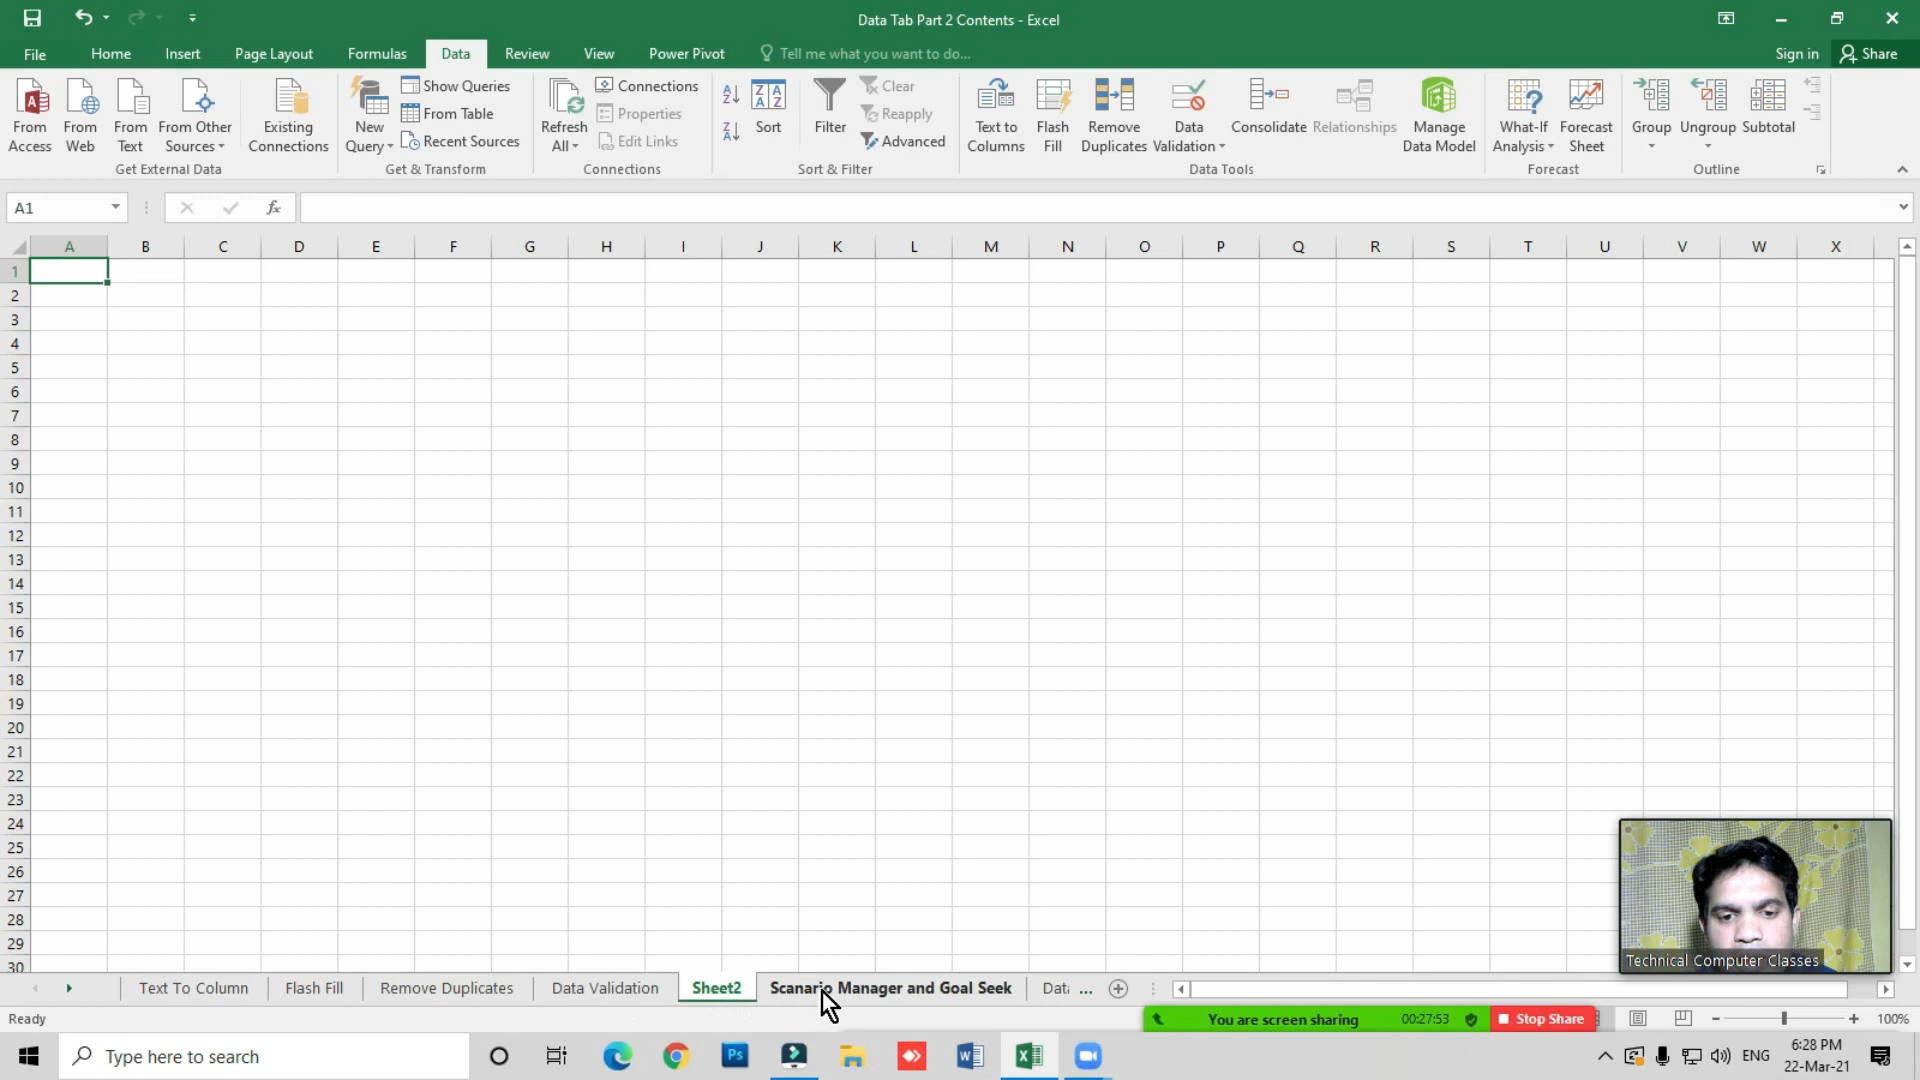 Data Tab Part 2 Contents - Excel
File Home Insert Page Layout Formulas Data Review View Power Pivot Tell me what you want to do... Sign in Share
From Access
From Web
From Text
From Other Sources
Get External Data
Existing Connections
New Query
Show Queries
From Table
Recent Sources
Get & Transform
Refresh All
Connections
Properties
Edit Links
Connections
Sort
Filter
Clear
Reapply
Advanced
Sort & Filter
Text to Columns
Flash Fill
Remove Duplicates
Data Validation
Consolidate
Relationships
Manage Data Model
Data Tools
What-If Analysis
Forecast Sheet
Forecast
Group
Ungroup
Subtotal
Outline
A1
fx
A B C D E F G H I J K L M N O P Q R S T U V W X
1
2
3
4
5
6
7
8
9
10
11
12
13
14
15
16
17
18
19
20
21
22
23
24
25
26
27
28
29
30
Technical Computer Classes
Text To Column Flash Fill Remove Duplicates Data Validation Sheet2 Scanario Manager and Goal Seek Data ...
Ready
You are screen sharing 00:27:53 Stop Share
100%
Type here to search
ENG
6:28 PM
22-Mar-21